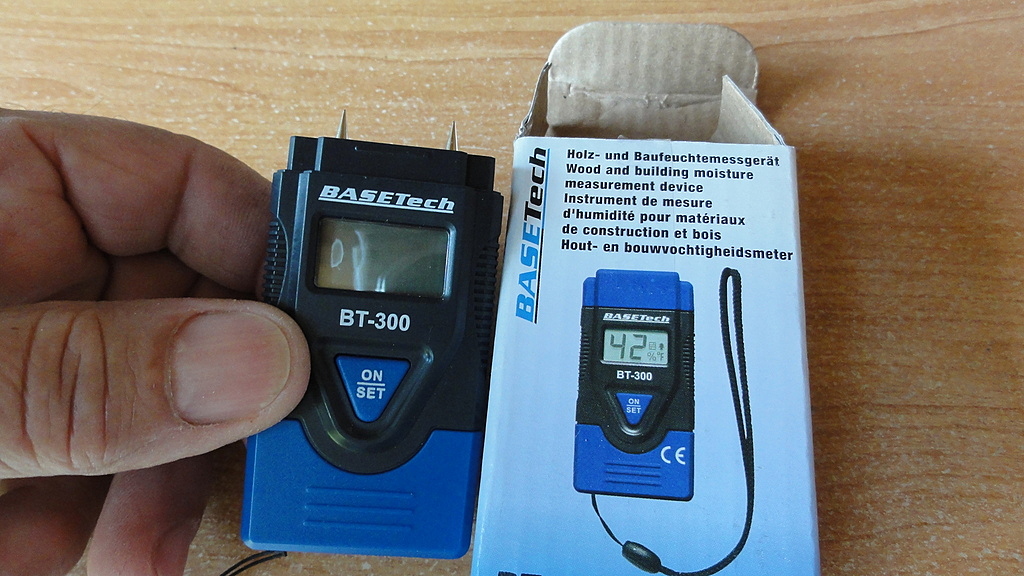 BASETech
BT-300
ON
SET
BASETech
Holz- und Baufeuchtemessgerät
Wood and building moisture
measurement device
Instrument de mesure
d'humidité pour matériaux
de construction et bois
Hout- en bouwvochtigheidsmeter
BASETech
42
%°F
BT-300
ON
SET
CE